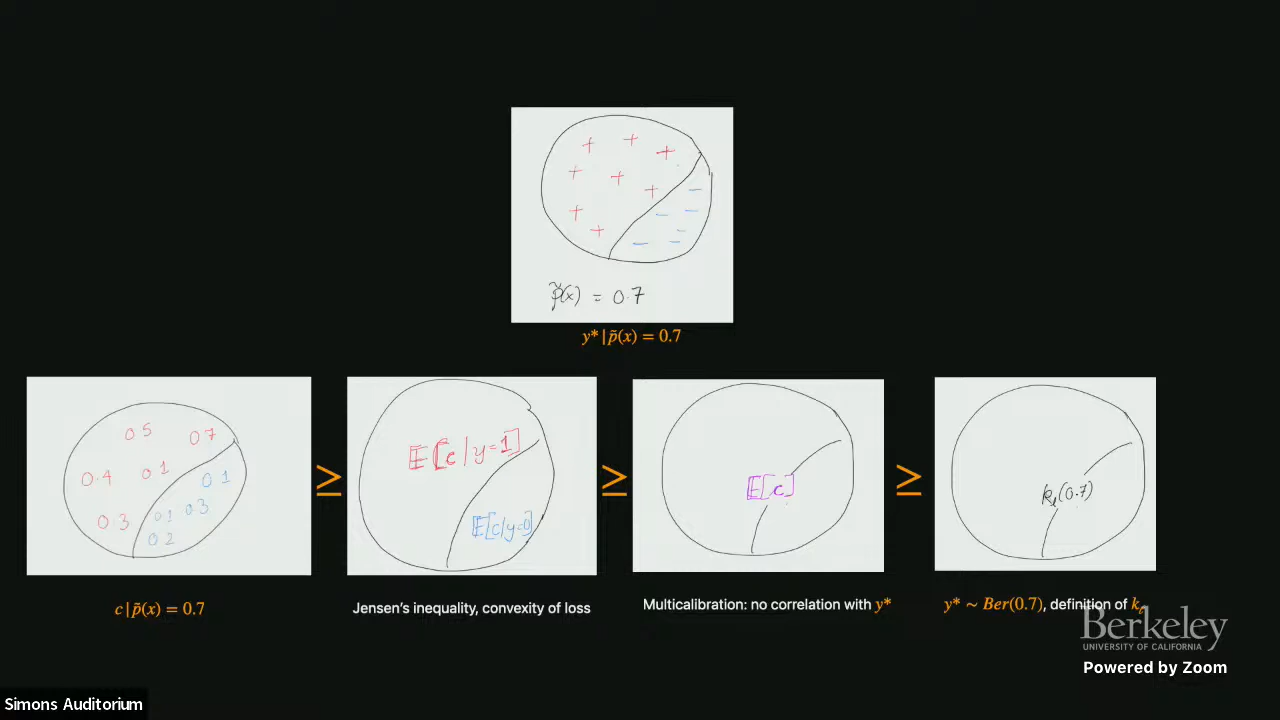 + + +
+ + +
+ +
− − −
− − −
p̃(x) = 0.7
y* | p̃(x) = 0.7
0.5 0.7
0.4 0.1 0.1
0.3 0.1 0.3
0.2
≥
E[c|y=1]
E[c|y=0]
≥
E[c]
≥
kℓ(0.7)
c | p̃(x) = 0.7
Jensen's inequality, convexity of loss
Multicalibration: no correlation with y*
y* ~ Ber(0.7), definition of kℓ
Berkeley
UNIVERSITY OF CALIFORNIA
Powered by Zoom
Simons Auditorium